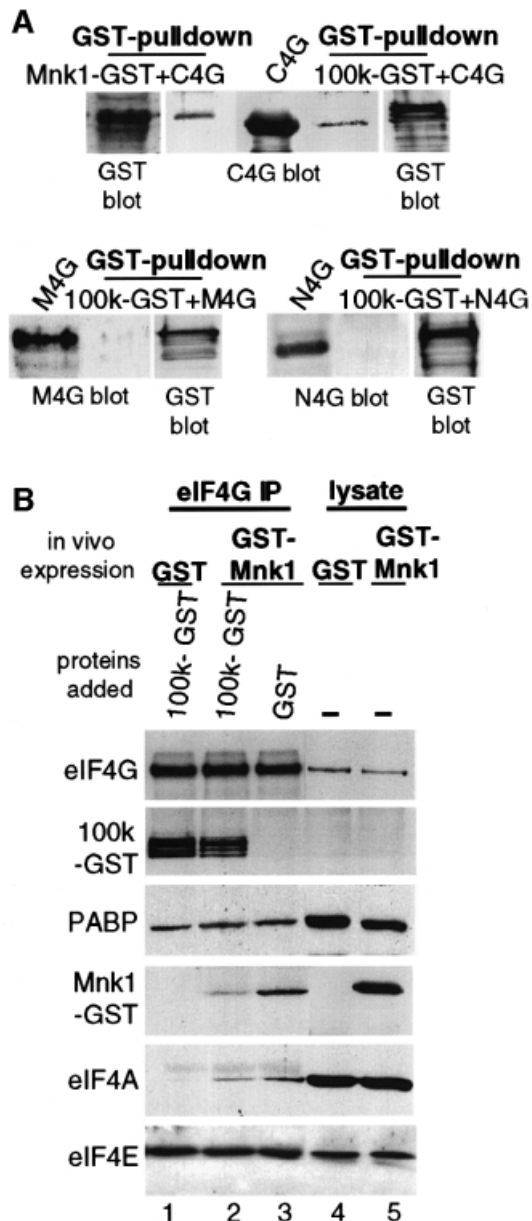 A
GST-pulldown
C4G
GST-pulldown
Mnk1-GST+C4G
100k-GST+C4G
GST blot
C4G blot
GST blot
M4G
GST-pulldown
N4G
GST-pulldown
100k-GST+M4G
100k-GST+N4G
M4G blot
GST blot
N4G blot
GST blot
B
eIF4G IP
lysate
in vivo expression
GST
GST-Mnk1
GST
GST-Mnk1
proteins added
100k- GST
100k- GST
GST
–
–
eIF4G
100k
-GST
PABP
Mnk1
-GST
eIF4A
eIF4E
1 2 3 4 5